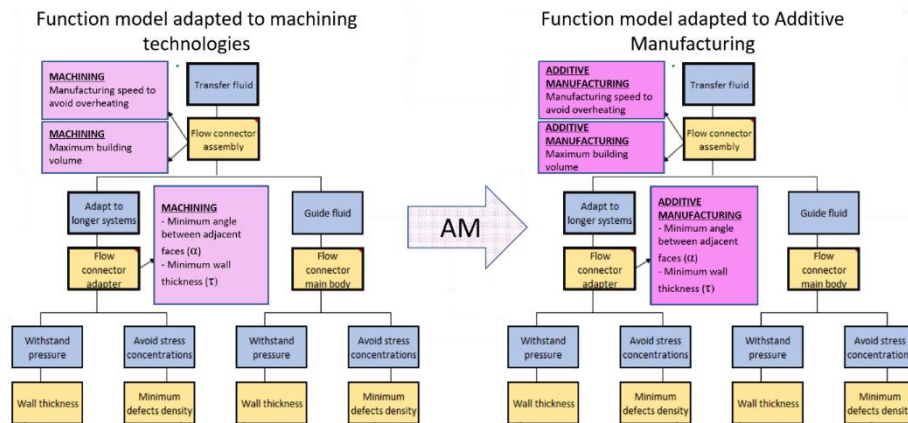 Function model adapted to machining
technologies
MACHINING
Manufacturing speed to
avoid overheating
Transfer fluid
MACHINING
Maximum building
volume
Flow connector
assembly
Adapt to
longer systems
MACHINING
- Minimum angle
between adjacent
faces (α)
- Minimum wall
thickness (τ)
Guide fluid
Flow
connector
adapter
Flow
connector
main body
Withstand
pressure
Avoid stress
concentrations
Withstand
pressure
Avoid stress
concentrations
Wall thickness
Minimum
defects density
Wall thickness
Minimum
defects density
AM
Function model adapted to Additive
Manufacturing
ADDITIVE
MANUFACTURING
Manufacturing speed to
avoid overheating
Transfer fluid
ADDITIVE
MANUFACTURING
Maximum building
volume
Flow connector
assembly
Adapt to
longer systems
ADDITIVE
MANUFACTURING
- Minimum angle
between adjacent
faces (α)
- Minimum wall
thickness (τ)
Guide fluid
Flow
connector
adapter
Flow
connector
main body
Withstand
pressure
Avoid stress
concentrations
Withstand
pressure
Avoid stress
concentrations
Wall thickness
Minimum
defects density
Wall thickness
Minimum
defects densit